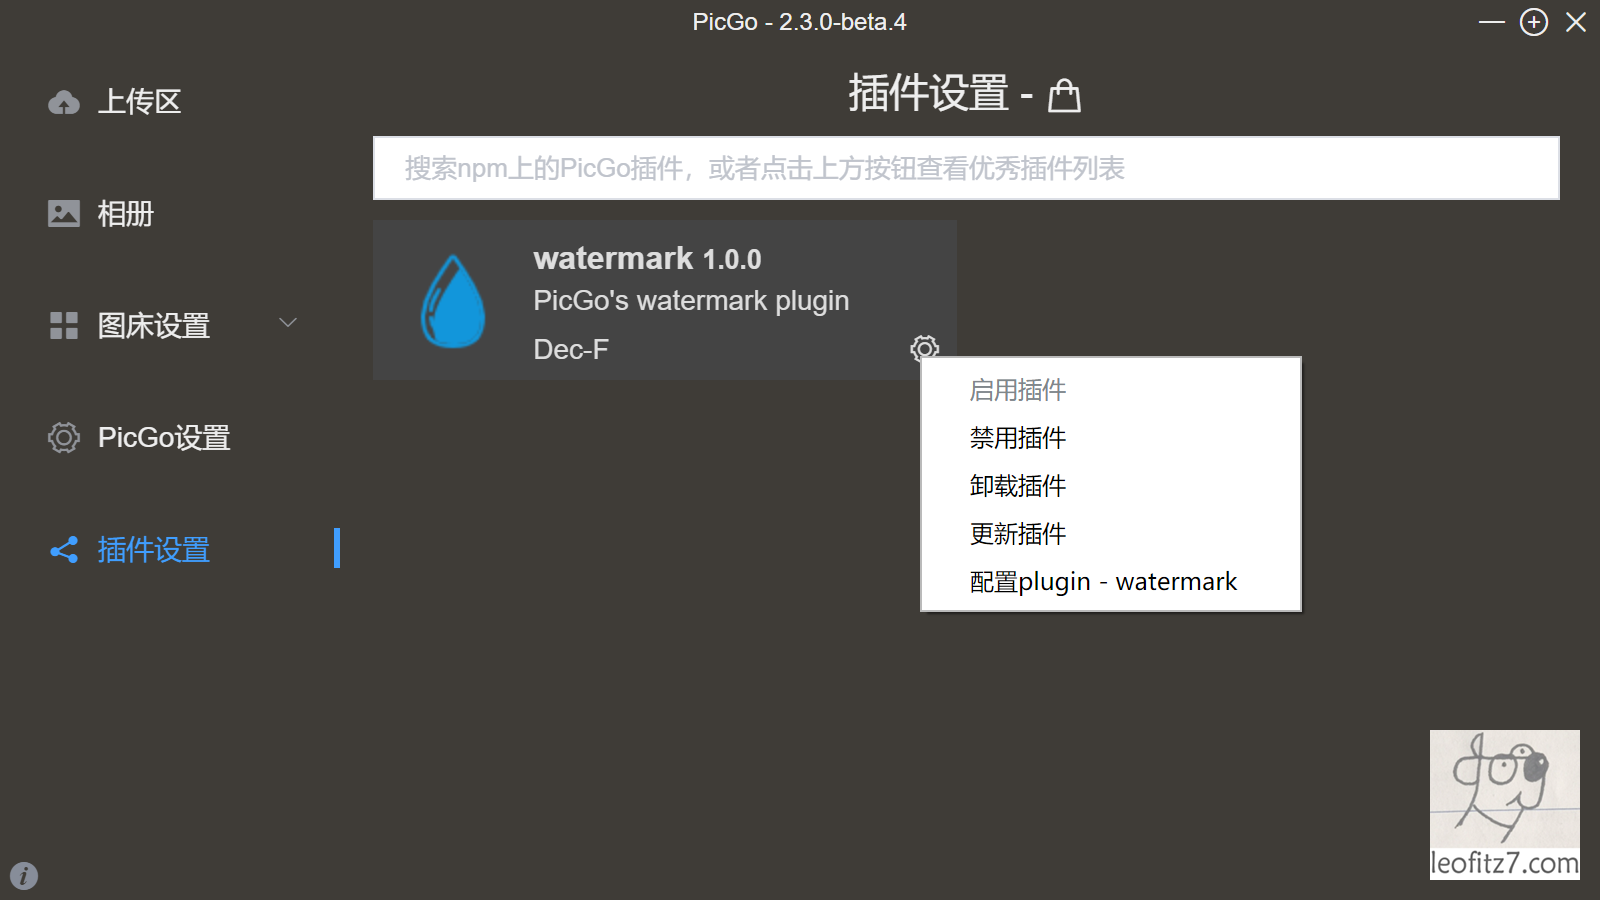 PicGo - 2.3.0-beta.4
上传区
相册
图床设置
PicGo设置
插件设置
插件设置 -
搜索npm上的PicGo插件，或者点击上方按钮查看优秀插件列表
watermark 1.0.0
PicGo's watermark plugin
Dec-F
启用插件
禁用插件
卸载插件
更新插件
配置plugin - watermark
dog
leofitz7.com